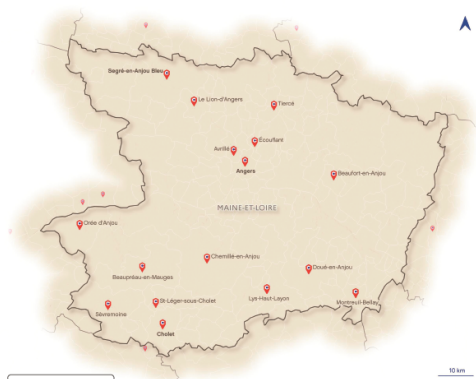 Segré-en-Anjou Bleu
Le Lion-d'Angers
Tiercé
Écouflant
Avrillé
Angers
Beaufort-en-Anjou
MAINE-ET-LOIRE
Orée d'Anjou
Chemillé-en-Anjou
Beaupréau-en-Mauges
Doué-en-Anjou
Lys-Haut-Layon
Montreuil-Bellay
St-Léger-sous-Cholet
Sèvremoine
Cholet
10 km